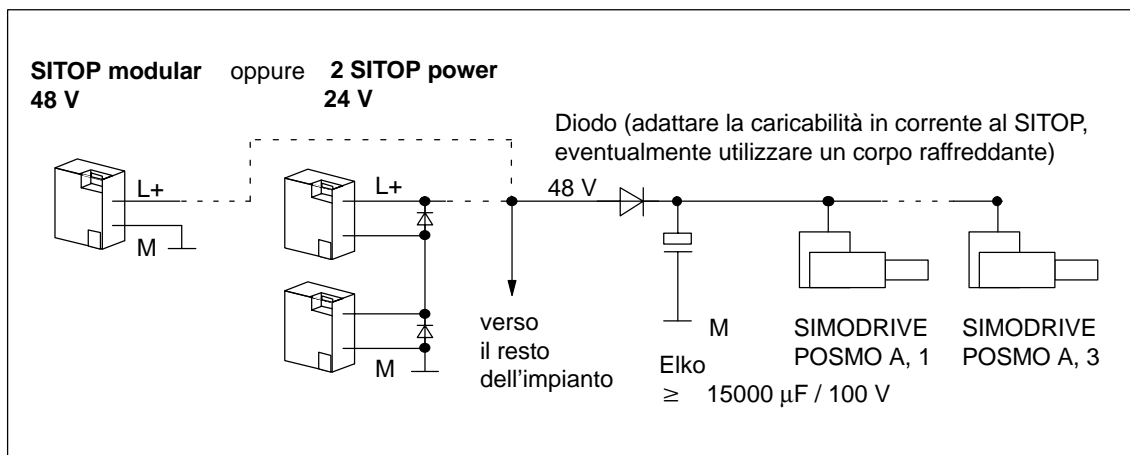 SITOP modular oppure 2 SITOP power
48 V 24 V
Diodo (adattare la caricabilità in corrente al SITOP,
eventualmente utilizzare un corpo raffreddante)
L+
M
L+
M
48 V
verso
il resto
dell'impianto
M
Elko
≥ 15000 μF / 100 V
SIMODRIVE
POSMO A, 1
SIMODRIVE
POSMO A, 3